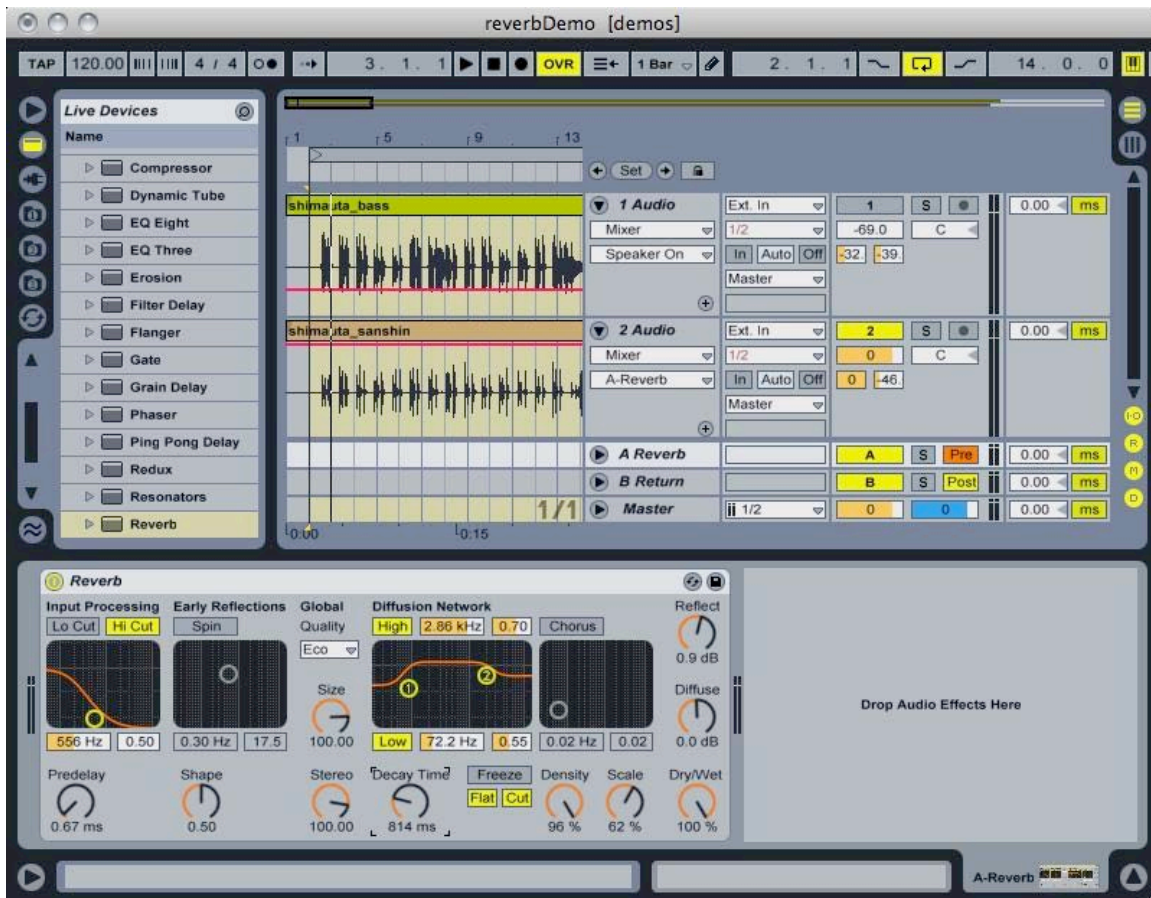 reverbDemo [demos]
TAP 120.00 4 / 4 3. 1. 1 OVR 1 Bar 2. 1. 1 14. 0. 0
Live Devices
Name
Compressor
Dynamic Tube
EQ Eight
EQ Three
Erosion
Filter Delay
Flanger
Gate
Grain Delay
Phaser
Ping Pong Delay
Redux
Resonators
Reverb
1 5 9 13
Set
shimauta_bass
1 Audio Ext. In 1 S 0.00 ms
Mixer 1/2 -69.0 C
Speaker On In Auto Off -32. -39.
Master
shimauta_sanshin
2 Audio Ext. In 2 S 0.00 ms
Mixer 1/2 0 C
A-Reverb In Auto Off 0 -46.
Master
A Reverb A S Pre 0.00 ms
B Return B S Post 0.00 ms
1/1 Master 1/2 0 0 0.00 ms
0:00 0:15
I·O
R
M
D
Reverb
Input Processing Early Reflections Global Diffusion Network Reflect
Lo Cut Hi Cut Spin Quality High 2.86 kHz 0.70 Chorus
Eco
0.9 dB
1 2
Size Diffuse
556 Hz 0.50 0.30 Hz 17.5 100.00 Low 72.2 Hz 0.55 0.02 Hz 0.02 0.0 dB
Predelay Shape Stereo Decay Time Freeze Density Scale Dry/Wet
Flat Cut
0.67 ms 0.50 100.00 814 ms 96 % 62 % 100 %
Drop Audio Effects Here
A-Reverb